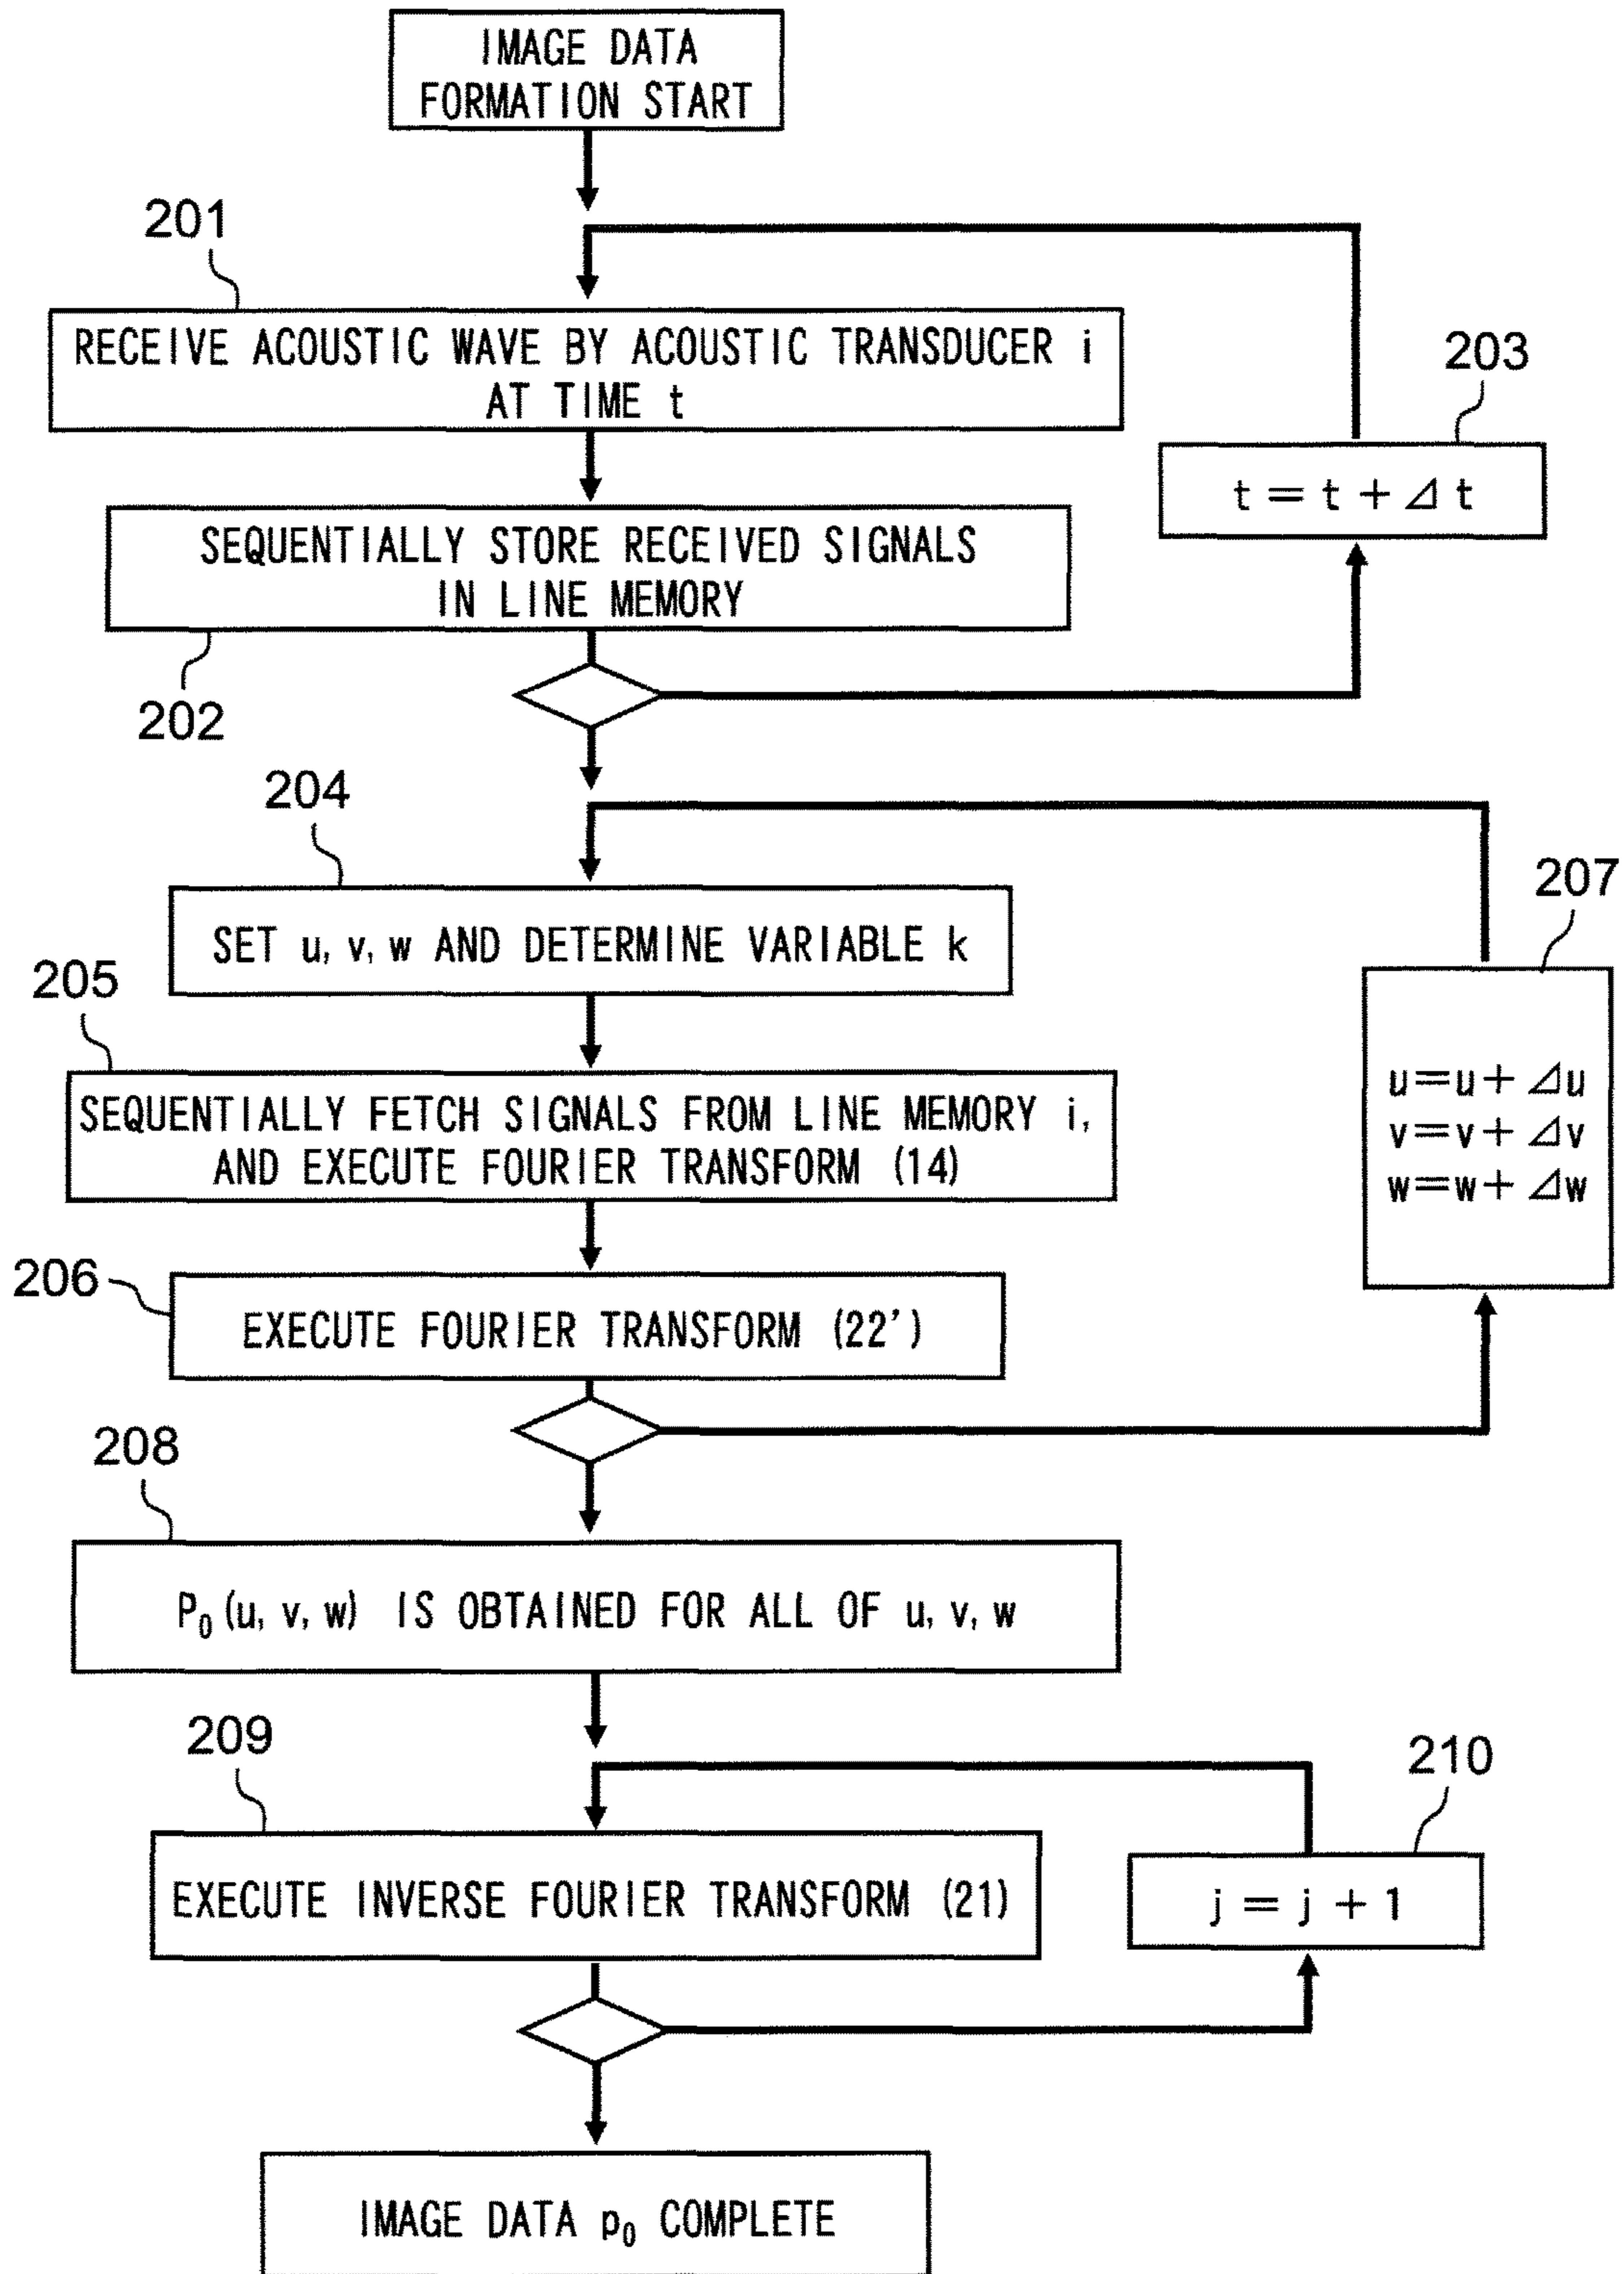 IMAGE DATA
FORMATION START
201
RECEIVE ACOUSTIC WAVE BY ACOUSTIC TRANSDUCER i
AT TIME t
203
t = t + ⊿ t
SEQUENTIALLY STORE RECEIVED SIGNALS
IN LINE MEMORY
202
204
SET u, v, w AND DETERMINE VARIABLE k
207
u=u+ ⊿u
v=v+ ⊿v
w=w+ ⊿w
205
SEQUENTIALLY FETCH SIGNALS FROM LINE MEMORY i,
AND EXECUTE FOURIER TRANSFORM (14)
206
EXECUTE FOURIER TRANSFORM (22')
208
P₀(u, v, w) IS OBTAINED FOR ALL OF u, v, w
209
EXECUTE INVERSE FOURIER TRANSFORM (21)
210
j = j + 1
IMAGE DATA p₀ COMPLETE